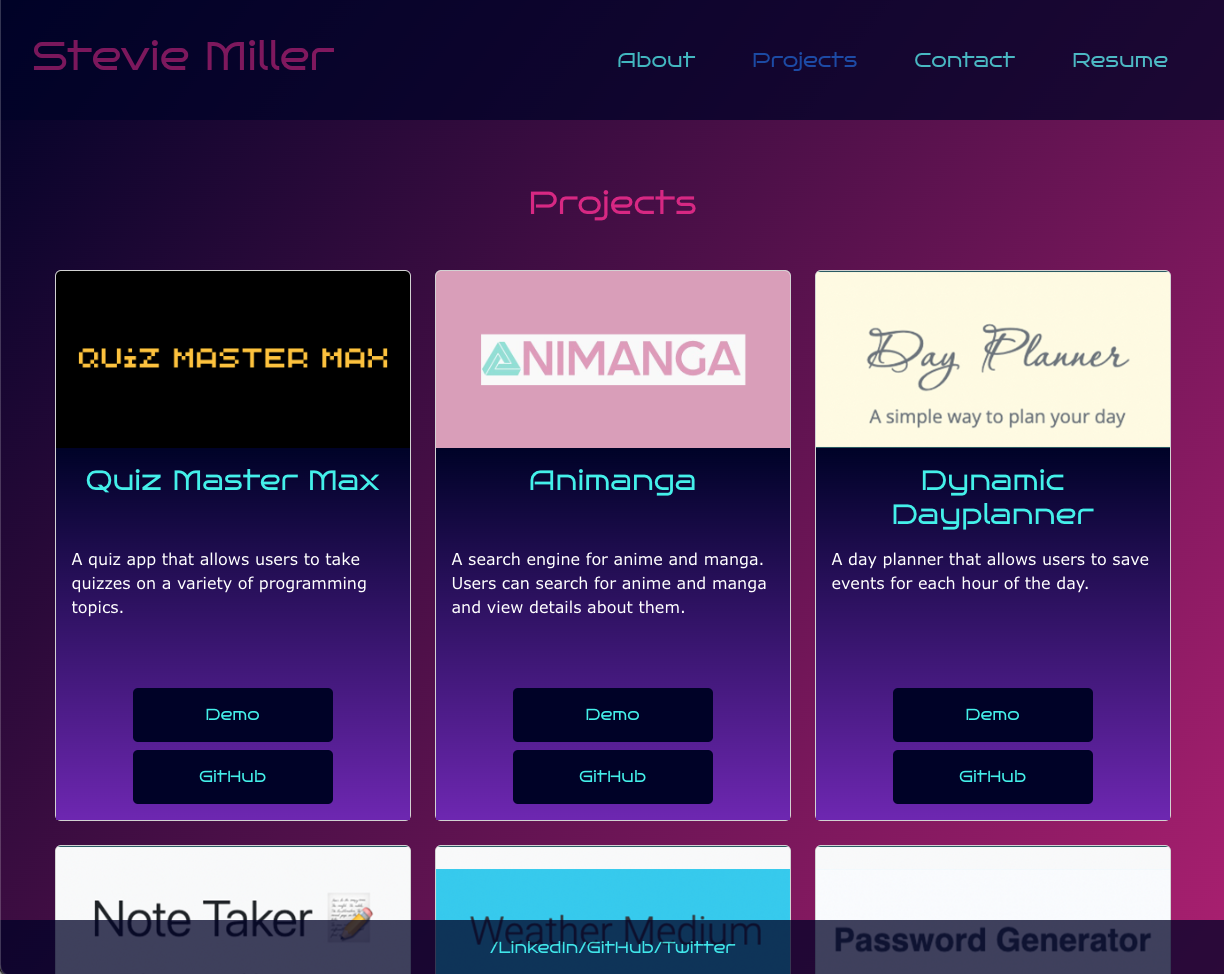 Stevie Miller
About Projects Contact Resume
Projects
QUiZ MASTER MAX
Quiz Master Max
A quiz app that allows users to take
quizzes on a variety of programming
topics.
Demo
GitHub
ANIMANGA
Animanga
A search engine for anime and manga.
Users can search for anime and manga
and view details about them.
Demo
GitHub
Day Planner
A simple way to plan your day
Dynamic
Dayplanner
A day planner that allows users to save
events for each hour of the day.
Demo
GitHub
Note Taker
Weather Medium
Password Generator
/LinkedIn/GitHub/Twitter